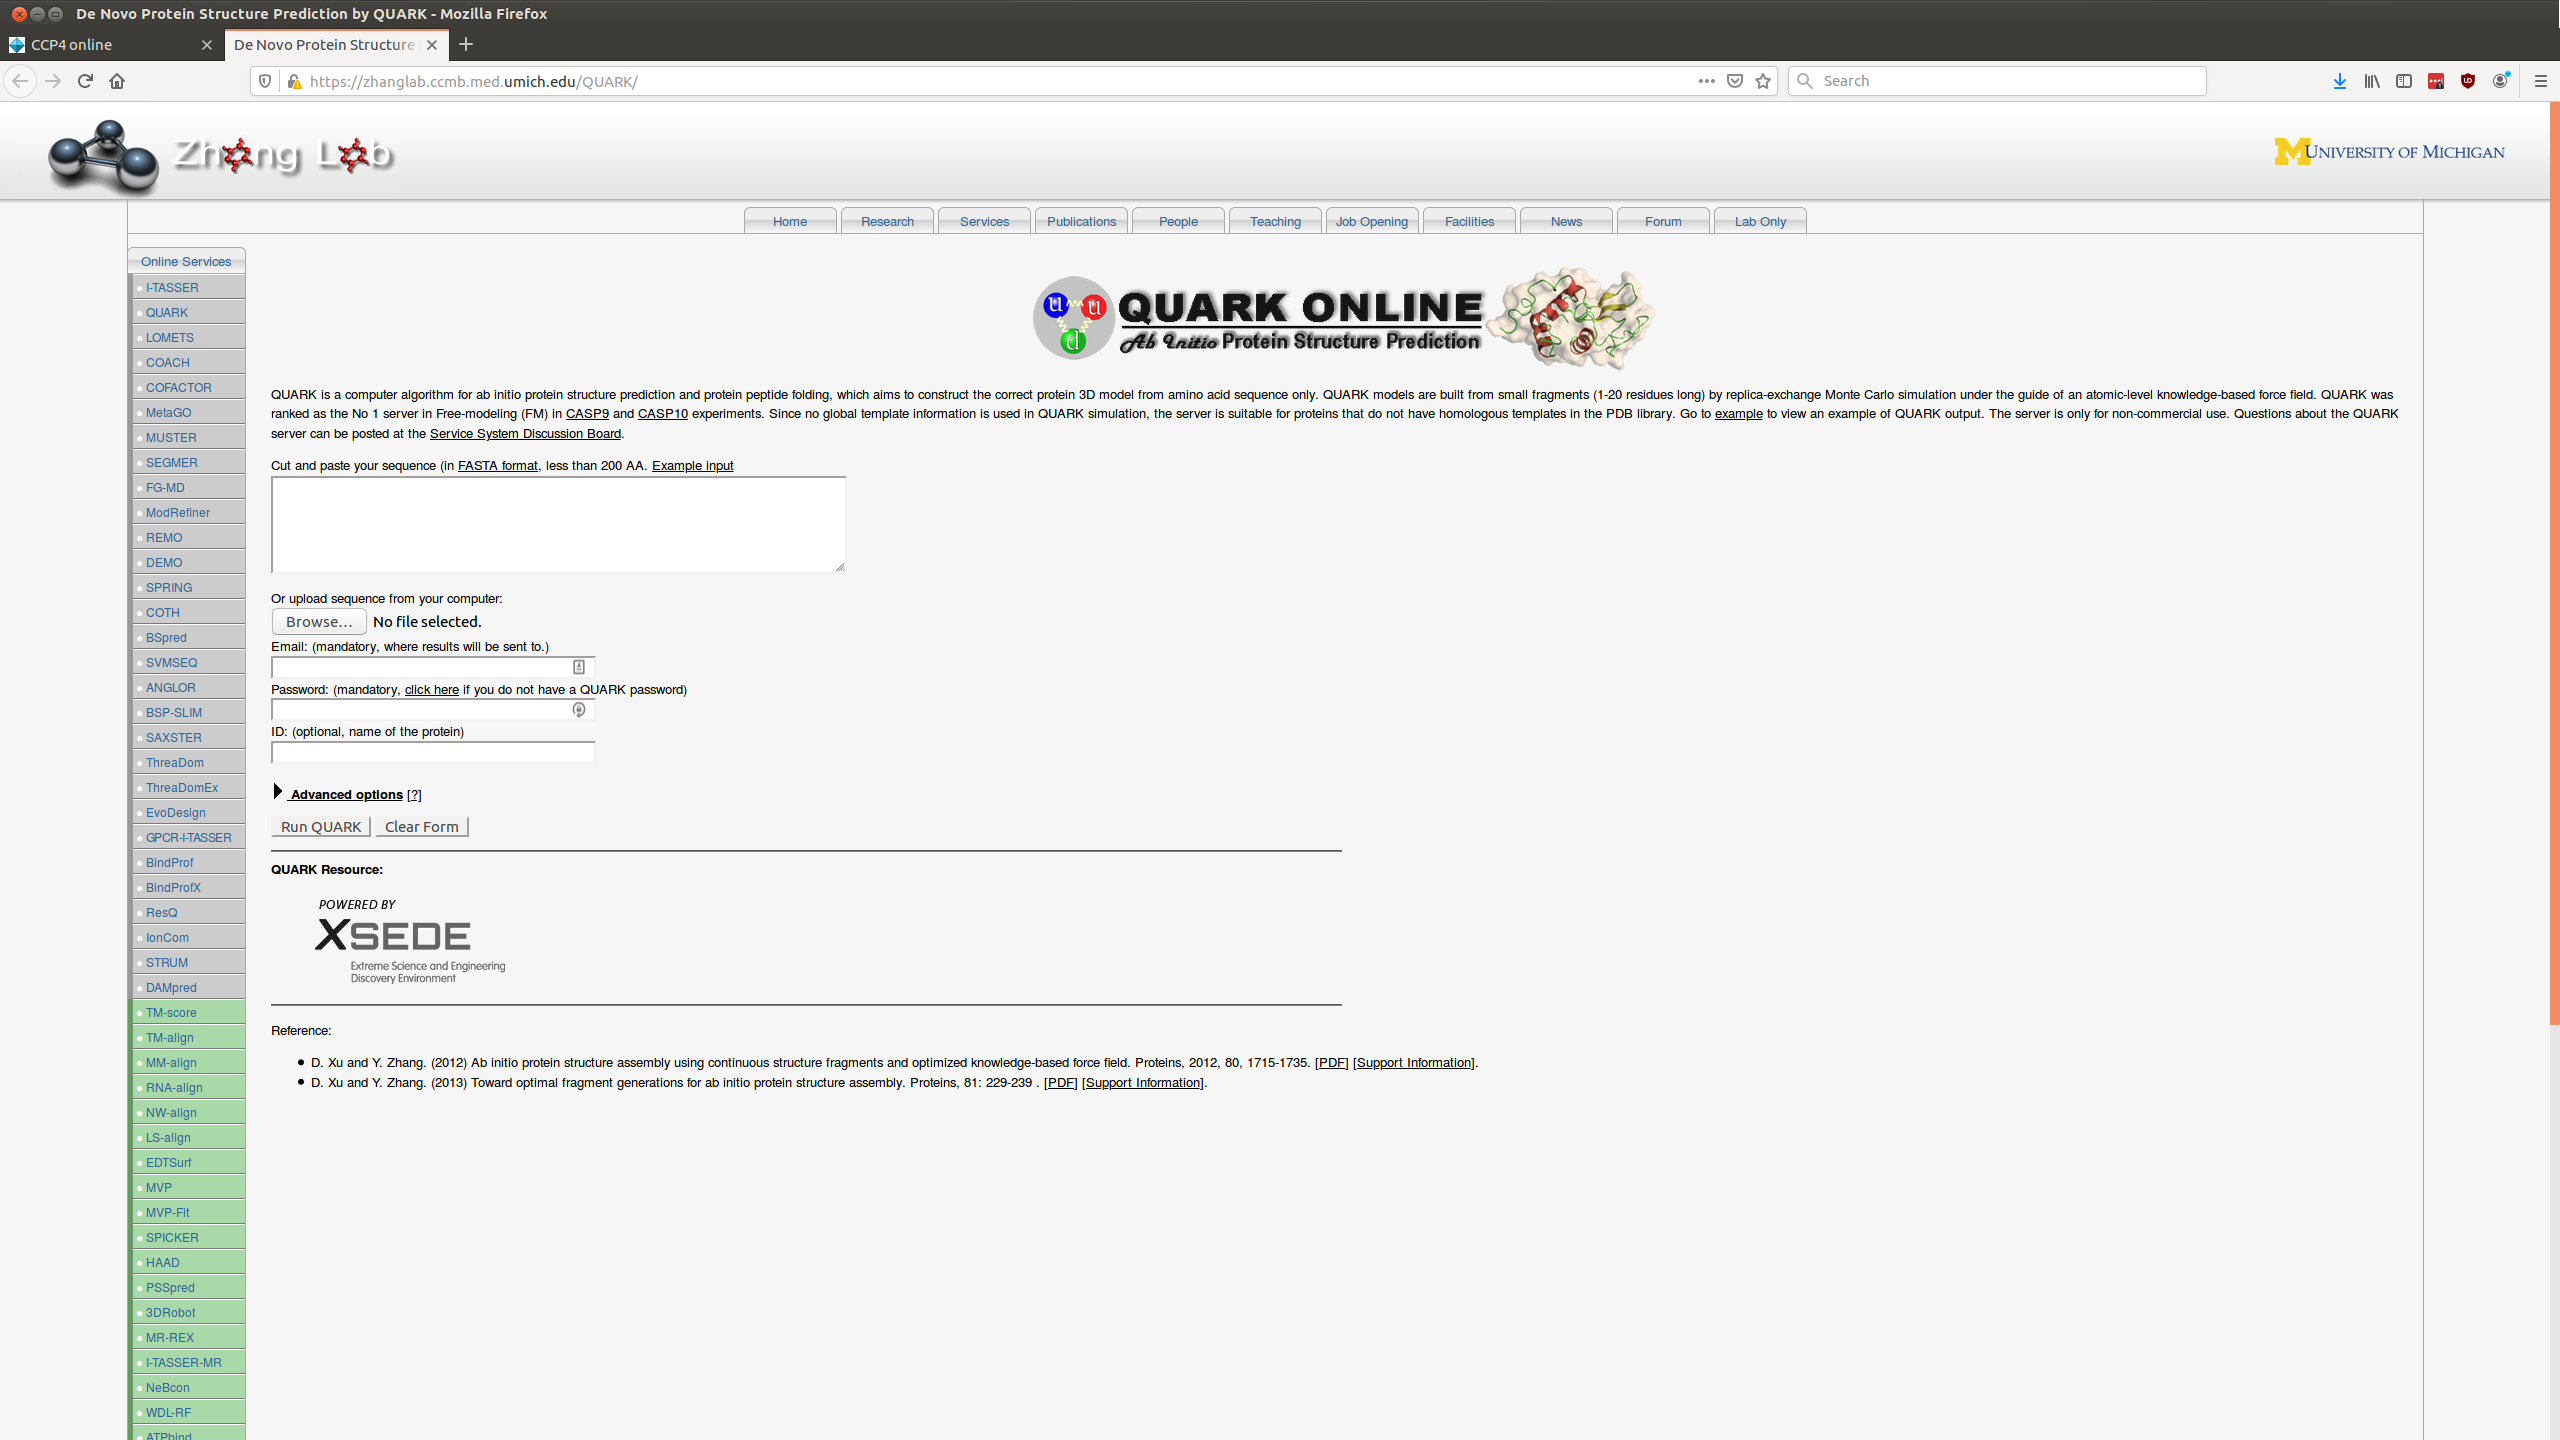 De Novo Protein Structure Prediction by QUARK - Mozilla Firefox
CCP4 online
De Novo Protein Structure
https://zhanglab.ccmb.med.umich.edu/QUARK/
Search
Zhang Lab
UNIVERSITY OF MICHIGAN
Home
Research
Services
Publications
People
Teaching
Job Opening
Facilities
News
Forum
Lab Only
Online Services
I-TASSER
QUARK
LOMETS
COACH
COFACTOR
MetaGO
MUSTER
SEGMER
FG-MD
ModRefiner
REMO
DEMO
SPRING
COTH
BSpred
SVMSEQ
ANGLOR
BSP-SLIM
SAXSTER
ThreaDom
ThreaDomEx
EvoDesign
GPCR-I-TASSER
BindProf
BindProfX
ResQ
IonCom
STRUM
DAMpred
TM-score
TM-align
MM-align
RNA-align
NW-align
LS-align
EDTSurf
MVP
MVP-Fit
SPICKER
HAAD
PSSpred
3DRobot
MR-REX
I-TASSER-MR
NeBcon
WDL-RF
ATPbind
u u d
QUARK ONLINE
Ab Initio Protein Structure Prediction
QUARK is a computer algorithm for ab initio protein structure prediction and protein peptide folding, which aims to construct the correct protein 3D model from amino acid sequence only. QUARK models are built from small fragments (1-20 residues long) by replica-exchange Monte Carlo simulation under the guide of an atomic-level knowledge-based force field. QUARK was
ranked as the No 1 server in Free-modeling (FM) in CASP9 and CASP10 experiments. Since no global template information is used in QUARK simulation, the server is suitable for proteins that do not have homologous templates in the PDB library. Go to example to view an example of QUARK output. The server is only for non-commercial use. Questions about the QUARK
server can be posted at the Service System Discussion Board.
Cut and paste your sequence (in FASTA format, less than 200 AA. Example input
Or upload sequence from your computer:
Browse... No file selected.
Email: (mandatory, where results will be sent to.)
Password: (mandatory, click here if you do not have a QUARK password)
ID: (optional, name of the protein)
Advanced options [?]
Run QUARK
Clear Form
QUARK Resource:
POWERED BY
XSEDE
Extreme Science and Engineering
Discovery Environment
Reference:
D. Xu and Y. Zhang. (2012) Ab initio protein structure assembly using continuous structure fragments and optimized knowledge-based force field. Proteins, 2012, 80, 1715-1735. [PDF] [Support Information].
D. Xu and Y. Zhang. (2013) Toward optimal fragment generations for ab initio protein structure assembly. Proteins, 81: 229-239 . [PDF] [Support Information].